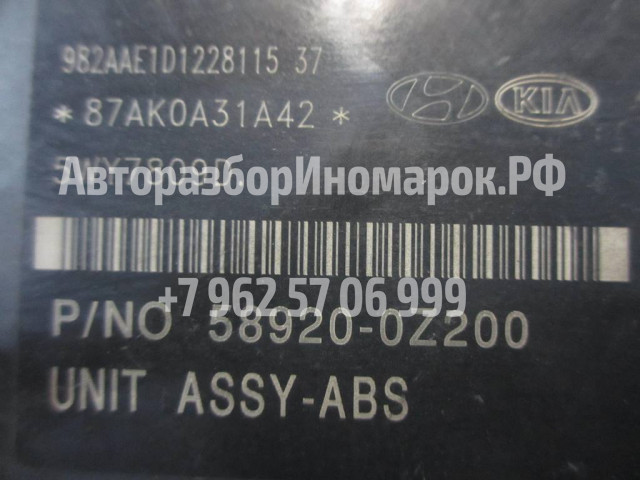 982AAE1D1228115 37
*87AK0A31A42*
KIA
АвторазборИномарок.РФ
+7 962 57 06 999
P/NO 58920-0Z200
UNIT ASSY-ABS